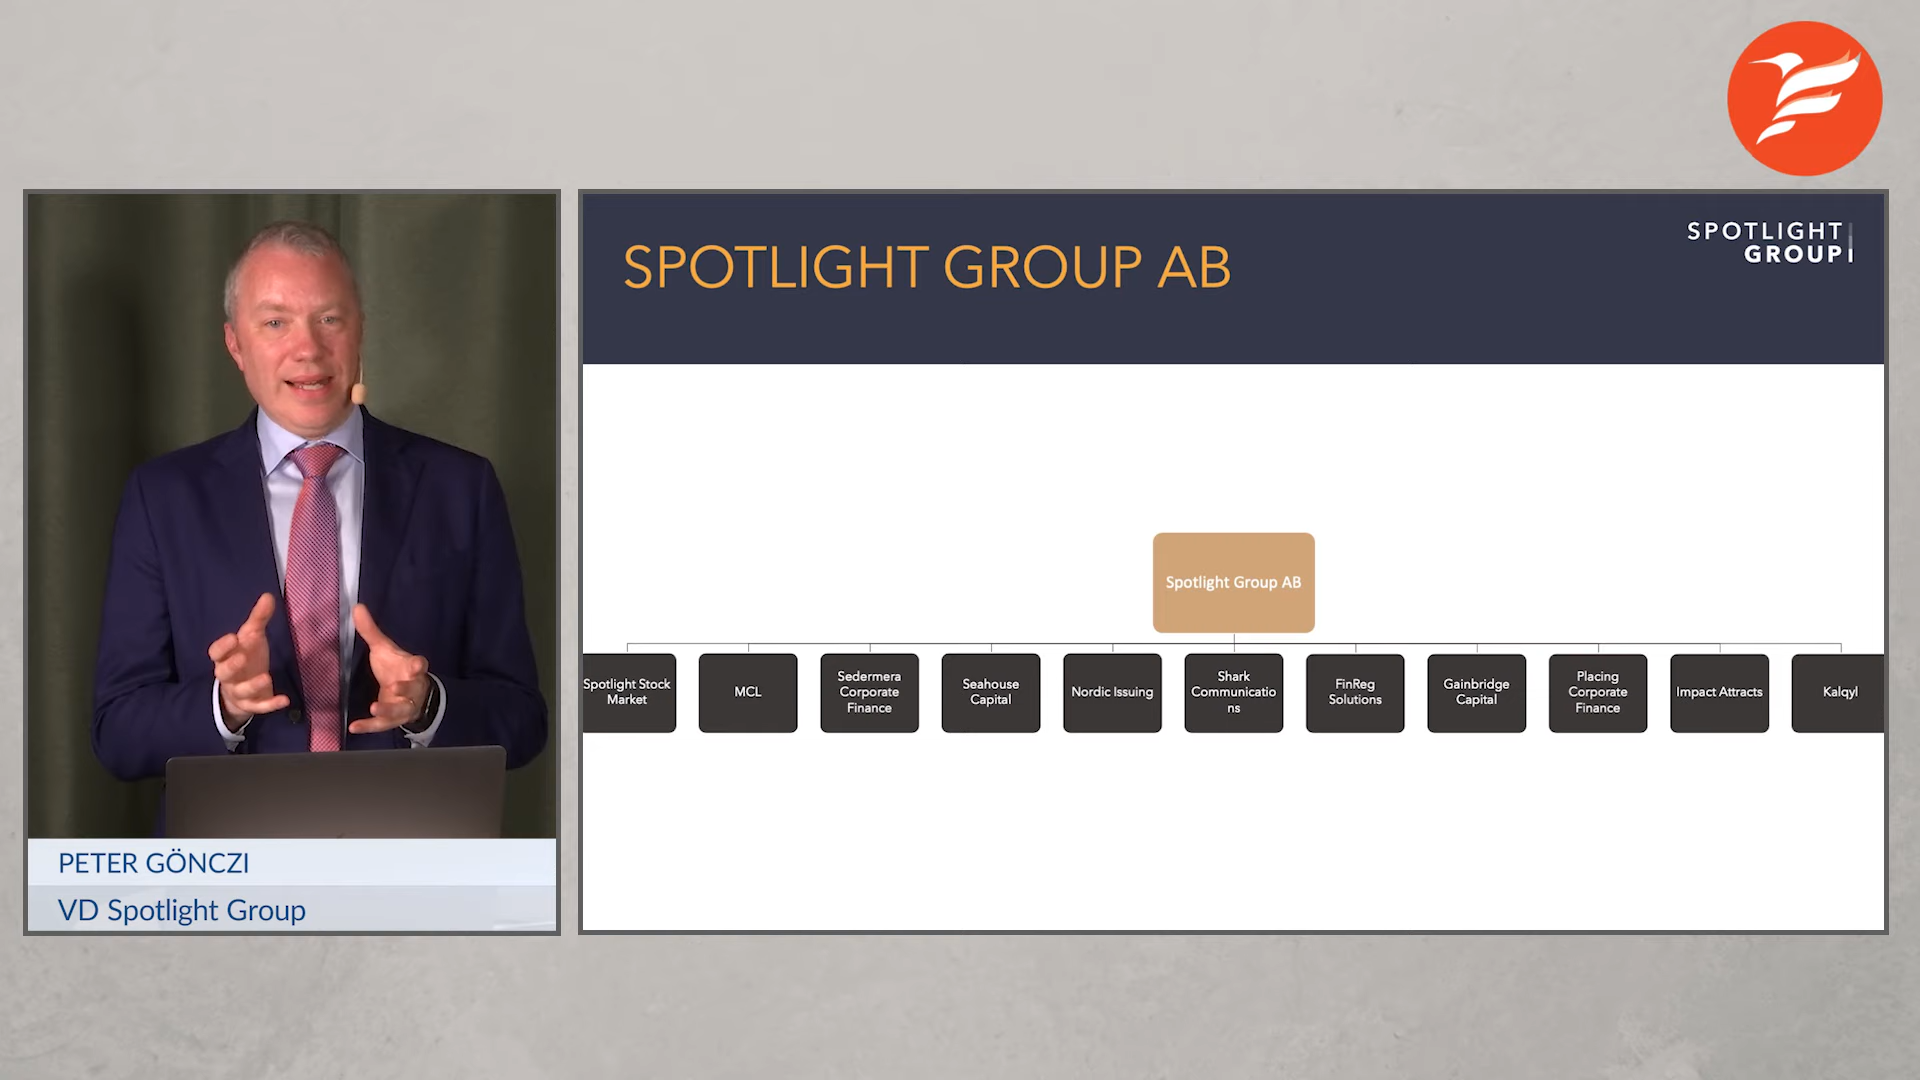 SPOTLIGHT
GROUP
SPOTLIGHT GROUP AB
Spotlight Group AB
Spotlight Stock
Market
MCL
Sedermera
Corporate
Finance
Seahouse
Capital
Nordic Issuing
Shark
Communicatio
ns
FinReg
Solutions
Gainbridge
Capital
Placing
Corporate
Finance
Impact Attracts
Kalqyl
PETER GÖNCZI
VD Spotlight Group